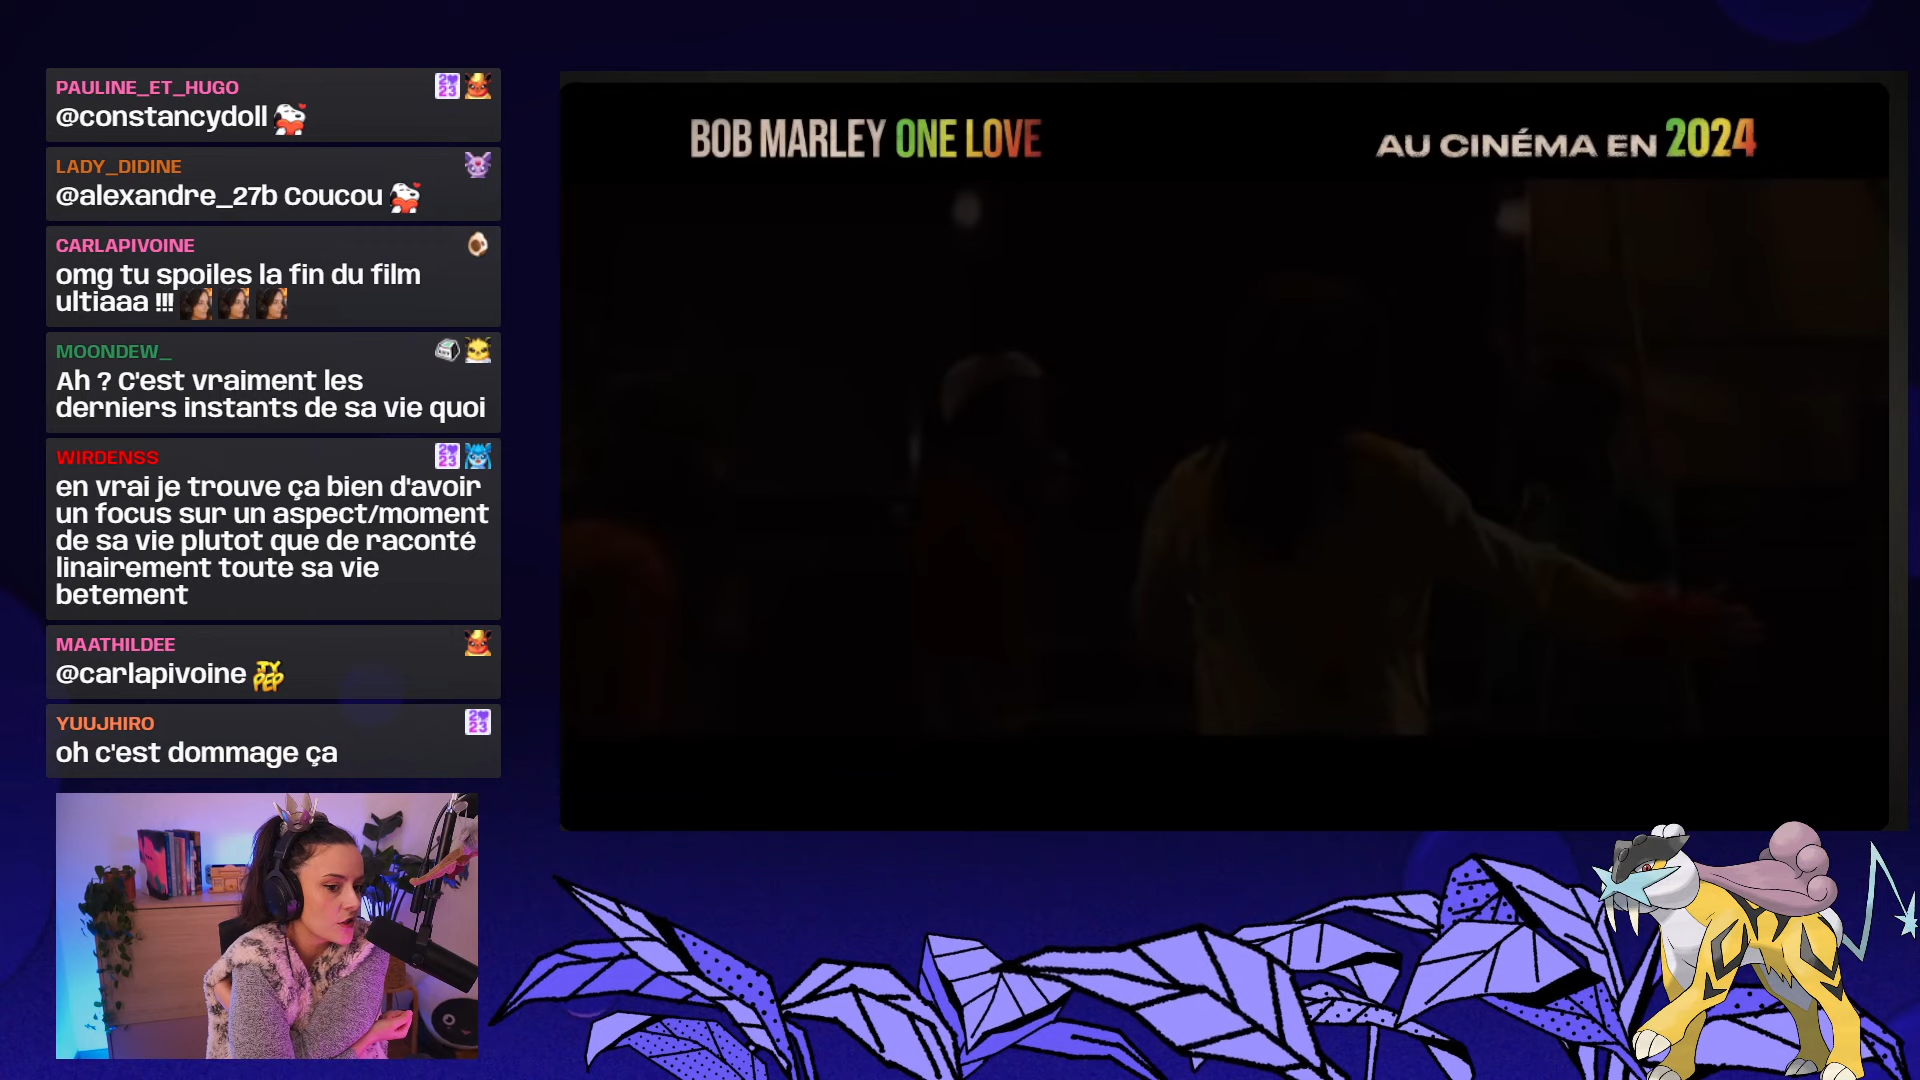 PAULINE_ET_HUGO
@constancydoll
LADY_DIDINE
@alexandre_27b Coucou
CARLAPIVOINE
omg tu spoiles la fin du film
ultiaaa !!!
MOONDEW_
Ah ? C'est vraiment les
derniers instants de sa vie quoi
WIRDENSS
en vrai je trouve ça bien d'avoir
un focus sur un aspect/moment
de sa vie plutot que de raconté
linairement toute sa vie
betement
MAATHILDEE
@carlapivoine
JY
PEP
YUUJHIRO
oh c'est dommage ça
BOB MARLEY ONE LOVE
AU CINÉMA EN 2024